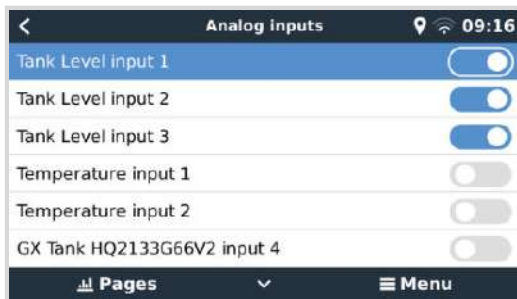 Analog inputs 09:16
Tank Level input 1
Tank Level input 2
Tank Level input 3
Temperature input 1
Temperature input 2
GX Tank HQ2133G66V2 input 4
Pages Menu